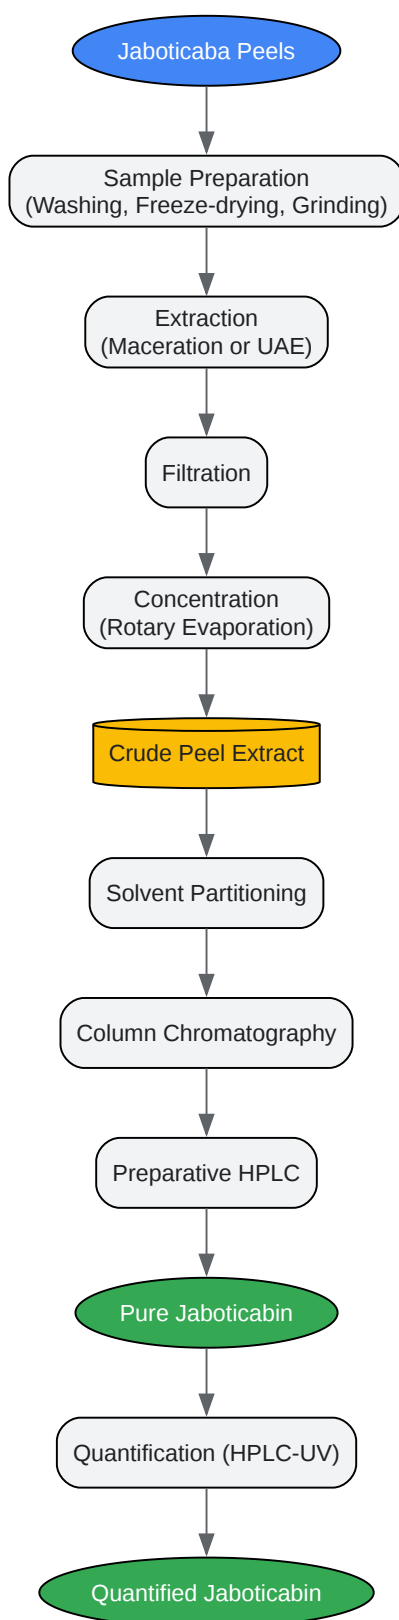 Jaboticaba Peels
Sample Preparation
(Washing, Freeze-drying, Grinding)
Extraction
(Maceration or UAE)
Filtration
Concentration
(Rotary Evaporation)
Crude Peel Extract
Solvent Partitioning
Column Chromatography
Preparative HPLC
Pure Jaboticabin
Quantification (HPLC-UV)
Quantified Jaboticabin